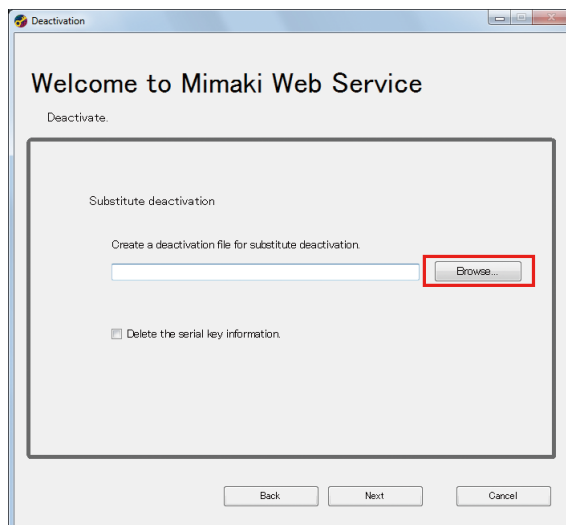 Deactivation
Welcome to Mimaki Web Service
Deactivate.
Substitute deactivation
Create a deactivation file for substitute deactivation.
Browse...
Delete the serial key information.
Back Next Cancel